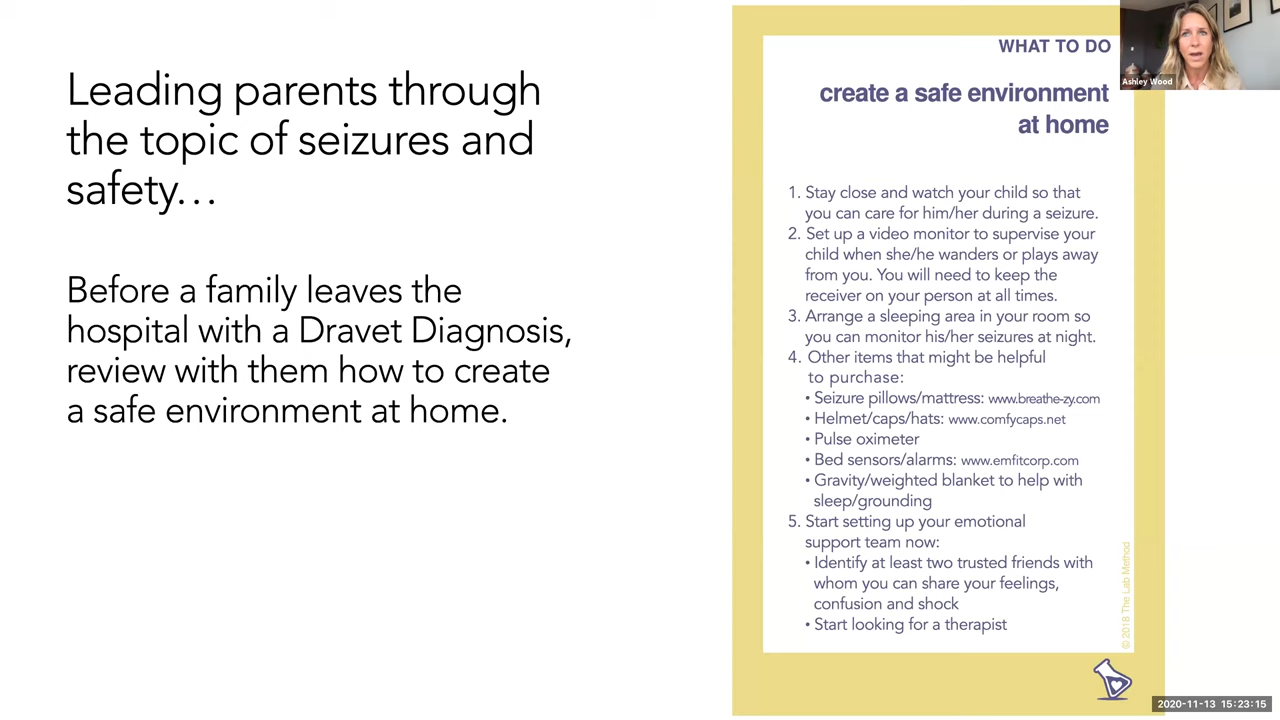 Leading parents through
the topic of seizures and
safety…
Before a family leaves the
hospital with a Dravet Diagnosis,
review with them how to create
a safe environment at home.
WHAT TO DO
create a safe environment
at home
1. Stay close and watch your child so that
you can care for him/her during a seizure.
2. Set up a video monitor to supervise your
child when she/he wanders or plays away
from you. You will need to keep the
receiver on your person at all times.
3. Arrange a sleeping area in your room so
you can monitor his/her seizures at night.
4. Other items that might be helpful
to purchase:
• Seizure pillows/mattress: www.breathe-zy.com
• Helmet/caps/hats: www.comfycaps.net
• Pulse oximeter
• Bed sensors/alarms: www.emfitcorp.com
• Gravity/weighted blanket to help with
sleep/grounding
5. Start setting up your emotional
support team now:
• Identify at least two trusted friends with
whom you can share your feelings,
confusion and shock
• Start looking for a therapist
© 2018 The Lab Method
Ashley Wood
2020-11-13 15:23:15